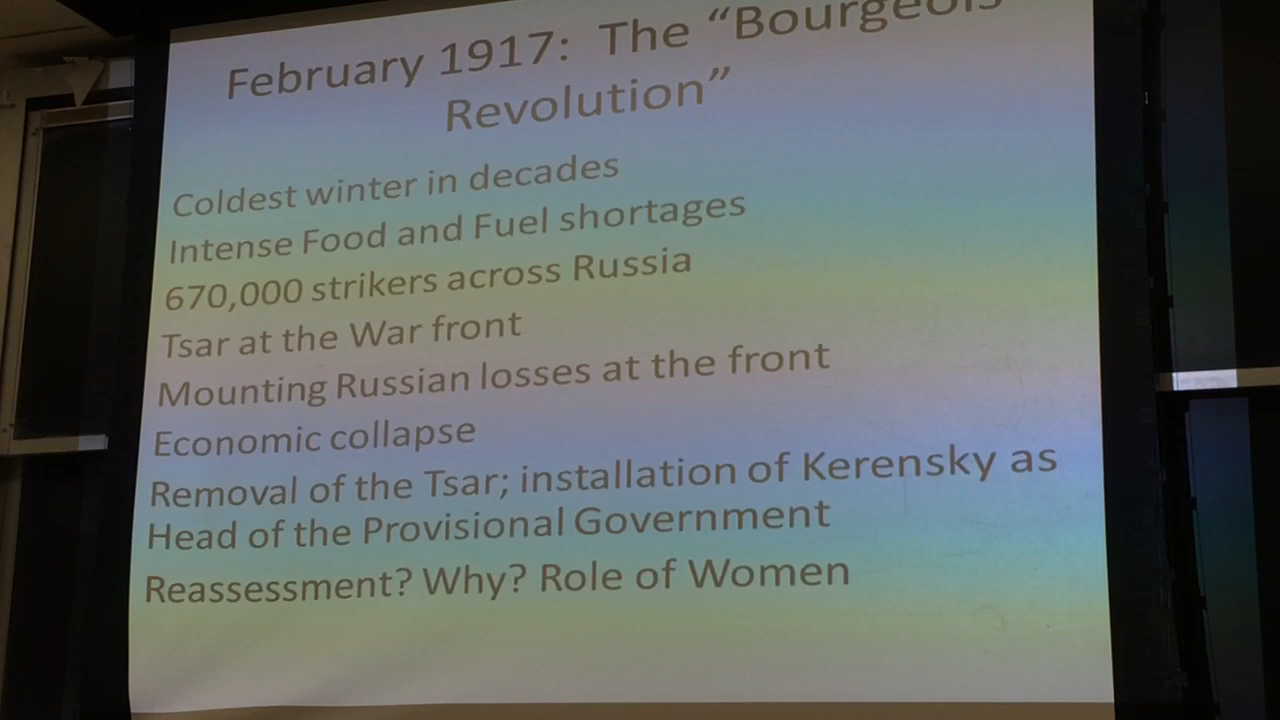 February 1917: The “Bourgeois
Revolution”
Coldest winter in decades
Intense Food and Fuel shortages
670,000 strikers across Russia
Tsar at the War front
Mounting Russian losses at the front
Economic collapse
Removal of the Tsar; installation of Kerensky as
Head of the Provisional Government
Reassessment? Why? Role of Women